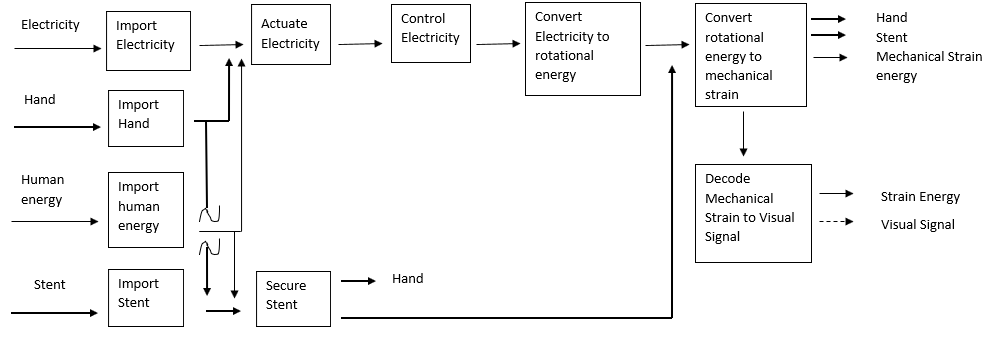 Electricity
Import
Electricity
Actuate
Electricity
Control
Electricity
Convert
Electricity to
rotational
energy
Convert
rotational
energy to
mechanical
strain
Hand
Stent
Mechanical Strain
energy
Hand
Import
Hand
Human
energy
Import
human
energy
Decode
Mechanical
Strain to Visual
Signal
Strain Energy
Visual Signal
Stent
Import
Stent
Secure
Stent
Hand